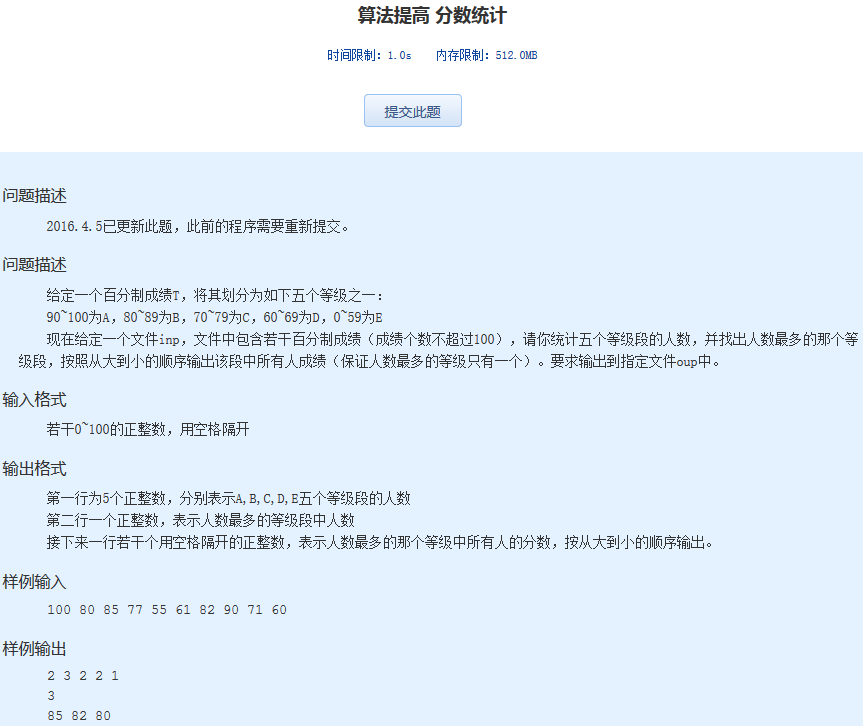 算法提高 分数统计
时间限制：1.0s 内存限制：512.0MB
提交此题
问题描述
2016.4.5已更新此题，此前的程序需要重新提交。
问题描述
给定一个百分制成绩T，将其划分为如下五个等级之一：
90~100为A，80~89为B，70~79为C，60~69为D，0~59为E
现在给定一个文件inp，文件中包含若干百分制成绩（成绩个数不超过100），请你统计五个等级段的人数，并找出人数最多的那个等
级段，按照从大到小的顺序输出该段中所有人成绩（保证人数最多的等级只有一个）。要求输出到指定文件oup中。
输入格式
若干0~100的正整数，用空格隔开
输出格式
第一行为5个正整数，分别表示A,B,C,D,E五个等级段的人数
第二行一个正整数，表示人数最多的等级段中人数
接下来一行若干个用空格隔开的正整数，表示人数最多的那个等级中所有人的分数，按从大到小的顺序输出。
样例输入
100 80 85 77 55 61 82 90 71 60
样例输出
2 3 2 2 1
3
85 82 80